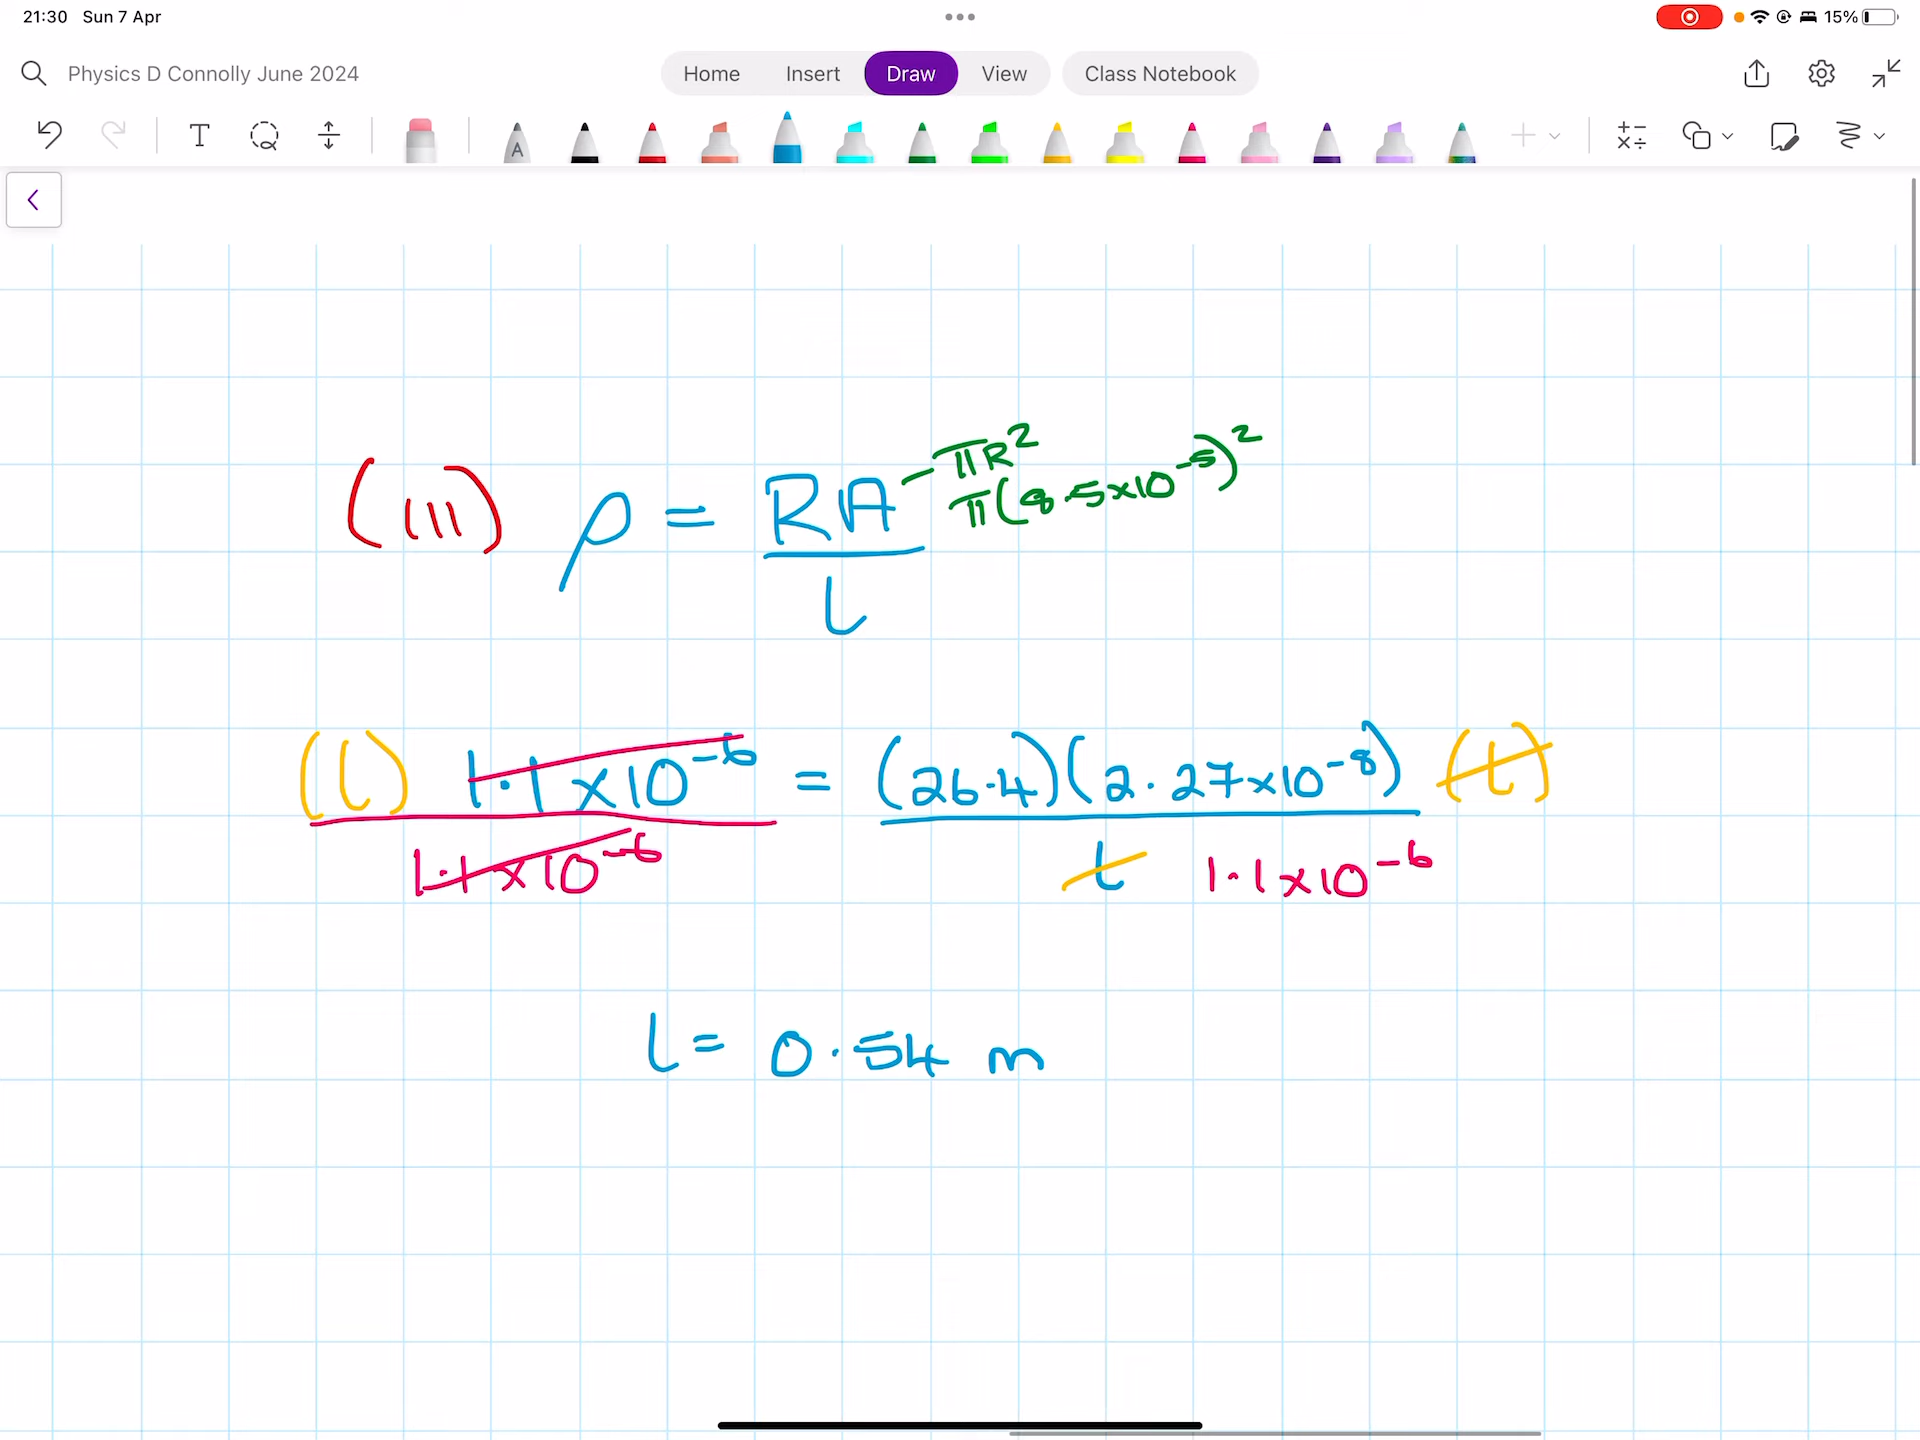 21:30 Sun 7 Apr
15%
Physics D Connolly June 2024
Home Insert Draw View Class Notebook
T
A
(III) ρ = RA/L
πR²
π(8.5×10⁻⁵)²
(L) 1.1×10⁻⁶ / 1.1×10⁻⁶ = (26.4)(2.27×10⁻⁸) (L) / L 1.1×10⁻⁶
L = 0.54 m